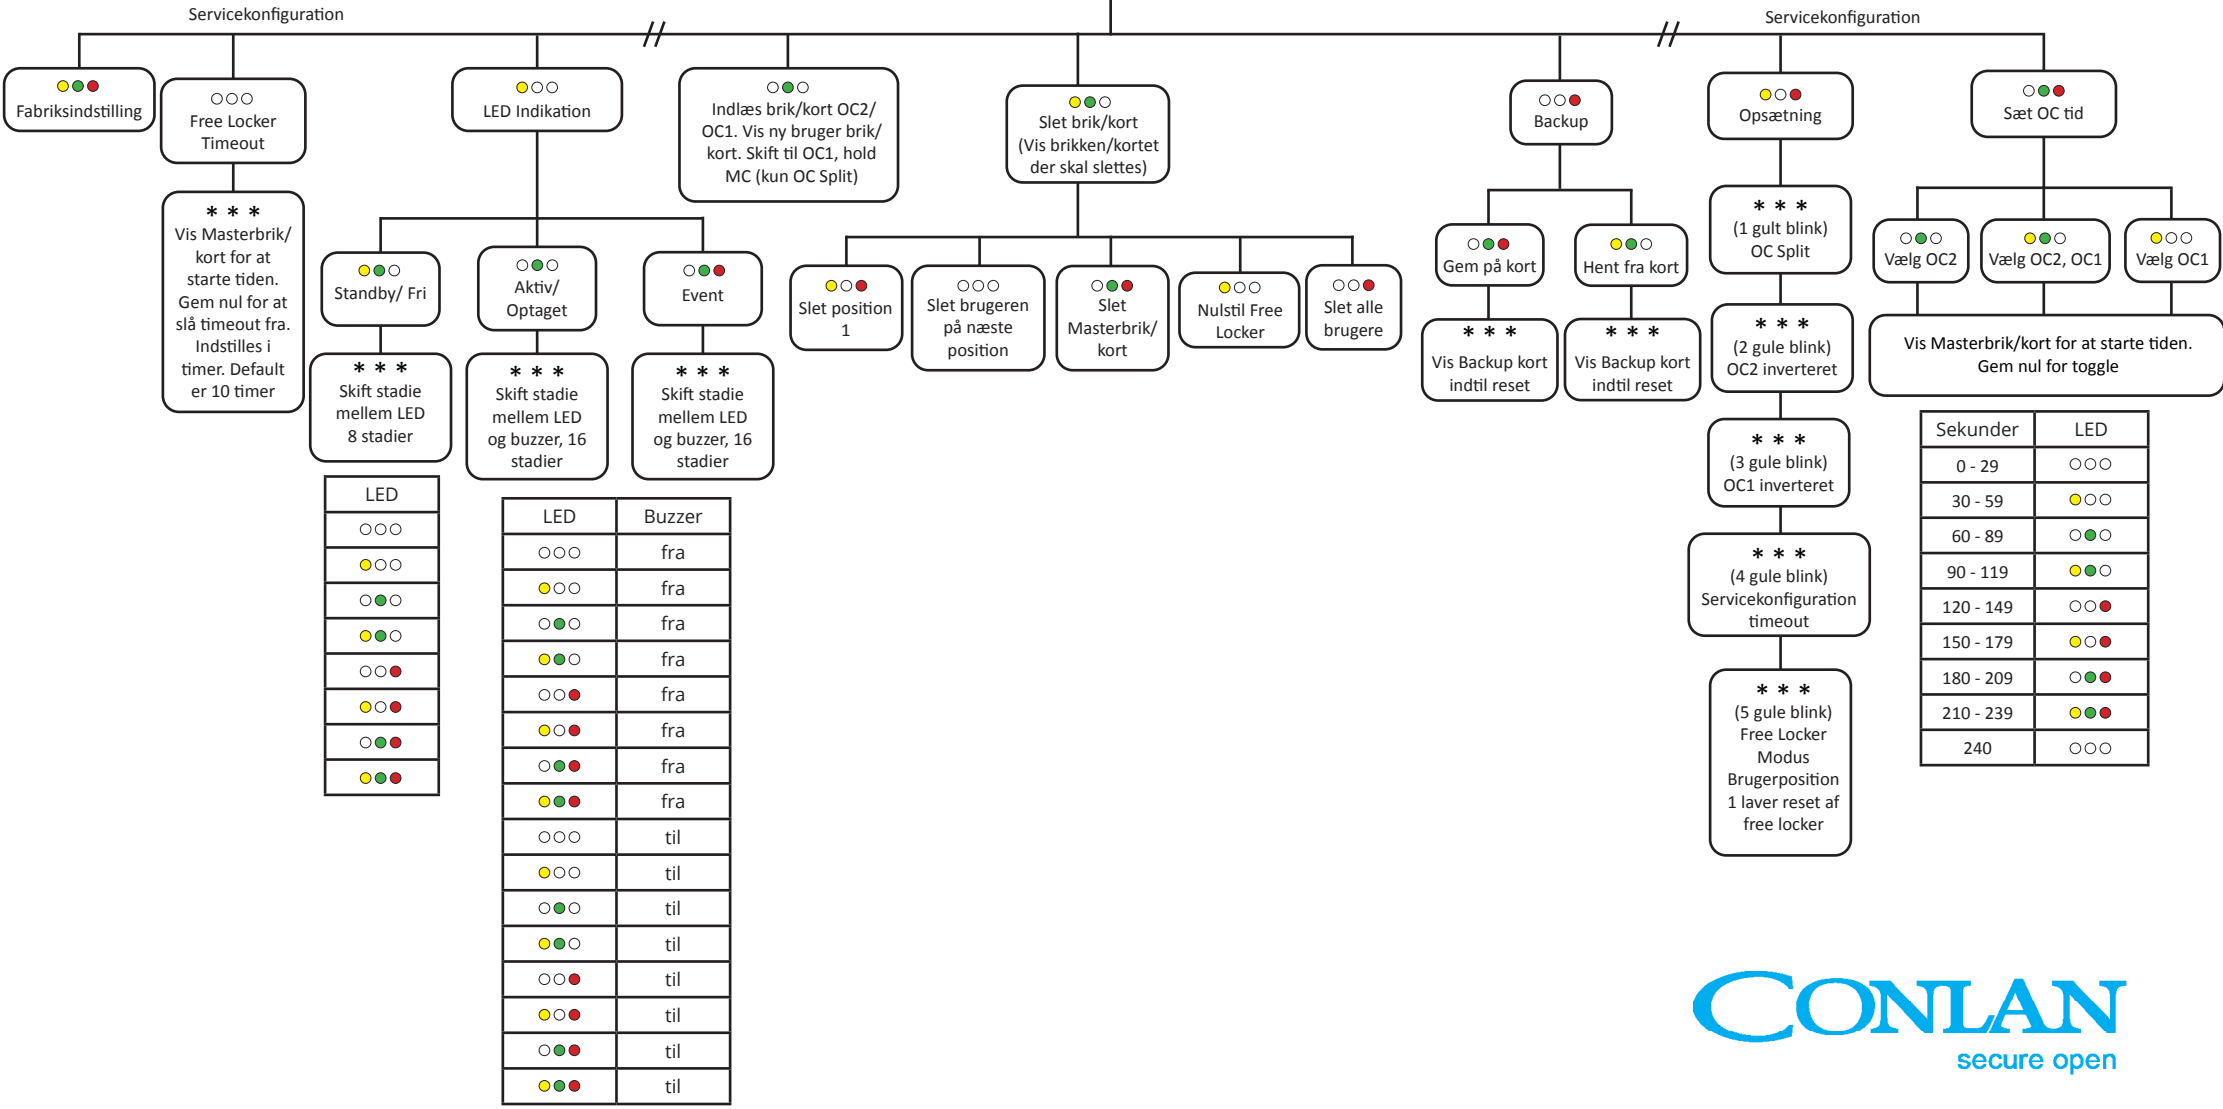 Servicekonfiguration
Servicekonfiguration
Fabriksindstilling
Free Locker
Timeout
* * *
Vis Masterbrik/
kort for at
starte tiden.
Gem nul for at
slå timeout fra.
Indstilles i
timer. Default
er 10 timer
LED Indikation
Standby/ Fri
* * *
Skift stadie
mellem LED
8 stadier
Aktiv/
Optaget
* * *
Skift stadie
mellem LED
og buzzer, 16
stadier
Event
* * *
Skift stadie
mellem LED
og buzzer, 16
stadier
LED
LED Buzzer
fra
fra
fra
fra
fra
fra
fra
fra
til
til
til
til
til
til
til
til
Indlæs brik/kort OC2/
OC1. Vis ny bruger brik/
kort. Skift til OC1, hold
MC (kun OC Split)
Slet brik/kort
(Vis brikken/kortet
der skal slettes)
Slet position
1
Slet brugeren
på næste
position
Slet
Masterbrik/
kort
Nulstil Free
Locker
Slet alle
brugere
Backup
Gem på kort
* * *
Vis Backup kort
indtil reset
Hent fra kort
* * *
Vis Backup kort
indtil reset
Opsætning
* * *
(1 gult blink)
OC Split
* * *
(2 gule blink)
OC2 inverteret
* * *
(3 gule blink)
OC1 inverteret
* * *
(4 gule blink)
Servicekonfiguration
timeout
* * *
(5 gule blink)
Free Locker
Modus
Brugerposition
1 laver reset af
free locker
Sæt OC tid
Vælg OC2
Vælg OC2, OC1
Vælg OC1
Vis Masterbrik/kort for at starte tiden.
Gem nul for toggle
Sekunder LED
0 - 29
30 - 59
60 - 89
90 - 119
120 - 149
150 - 179
180 - 209
210 - 239
240
CONLAN
secure open